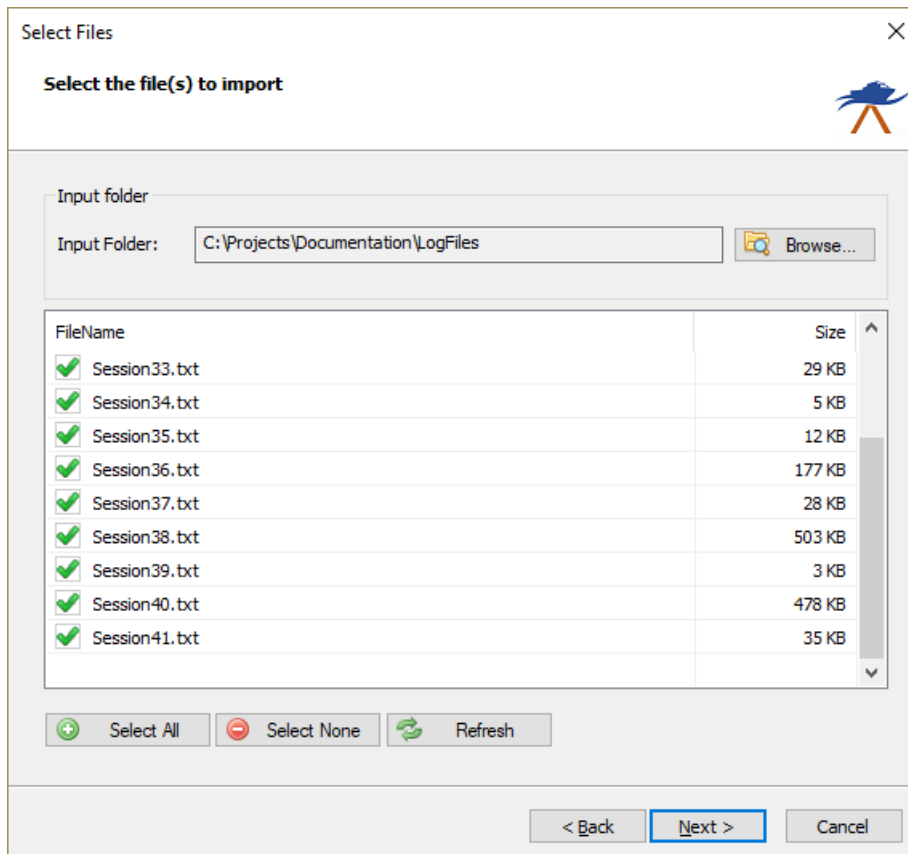 Select Files
Select the file(s) to import
Input folder
Input Folder: C:\Projects\Documentation\LogFiles Browse...
FileName Size
Session33.txt 29 KB
Session34.txt 5 KB
Session35.txt 12 KB
Session36.txt 177 KB
Session37.txt 28 KB
Session38.txt 503 KB
Session39.txt 3 KB
Session40.txt 478 KB
Session41.txt 35 KB
Select All Select None Refresh
< Back Next > Cancel